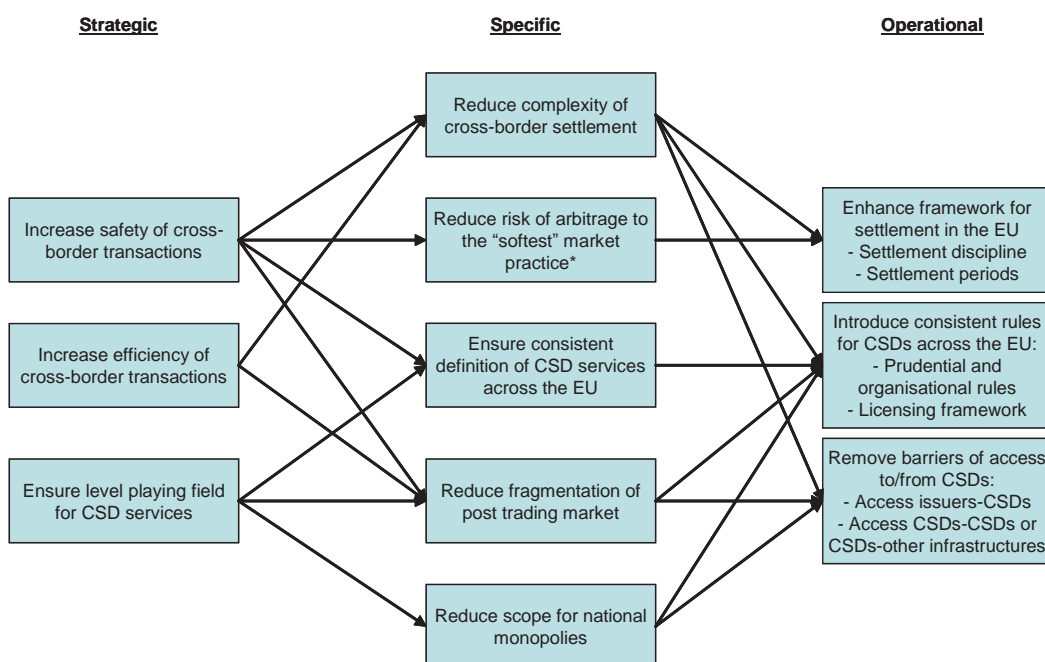 Strategic
Specific
Operational
Reduce complexity of
cross-border settlement
Increase safety of cross-
border transactions
Reduce risk of arbitrage to
the “softest” market
practice*
Enhance framework for
settlement in the EU
- Settlement discipline
- Settlement periods
Increase efficiency of
cross-border transactions
Ensure consistent
definition of CSD services
across the EU
Introduce consistent rules
for CSDs across the EU:
- Prudential and
organisational rules
- Licensing framework
Ensure level playing field
for CSD services
Reduce fragmentation of
post trading market
Remove barriers of access
to/from CSDs:
- Access issuers-CSDs
- Access CSDs-CSDs or
CSDs-other infrastructures
Reduce scope for national
monopolies